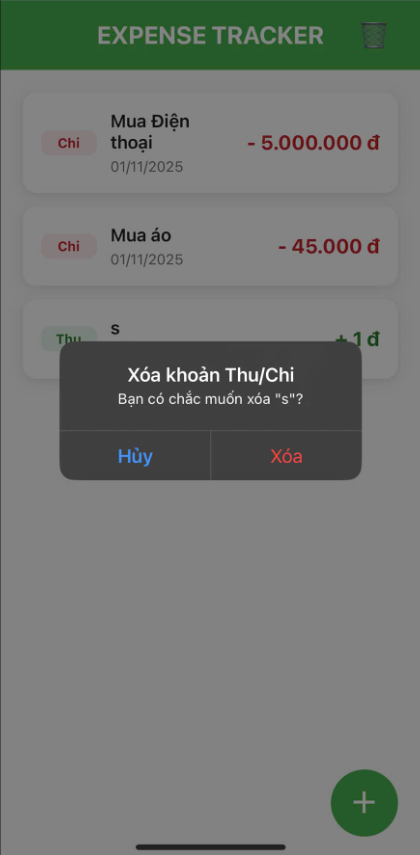 EXPENSE TRACKER
Chi
Mua Điện
thoại
01/11/2025
- 5.000.000 đ
Chi
Mua áo
01/11/2025
- 45.000 đ
Thu
s
+ 1 đ
Xóa khoản Thu/Chi
Bạn có chắc muốn xóa "s"?
Hủy
Xóa
+